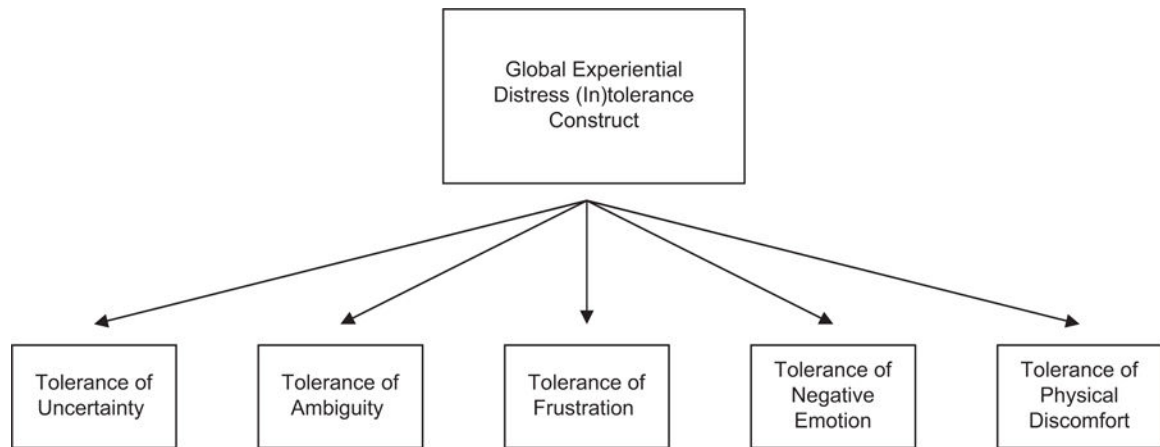 Global Experiential
Distress (In)tolerance
Construct
Tolerance of
Uncertainty
Tolerance of
Ambiguity
Tolerance of
Frustration
Tolerance of
Negative
Emotion
Tolerance of
Physical
Discomfort